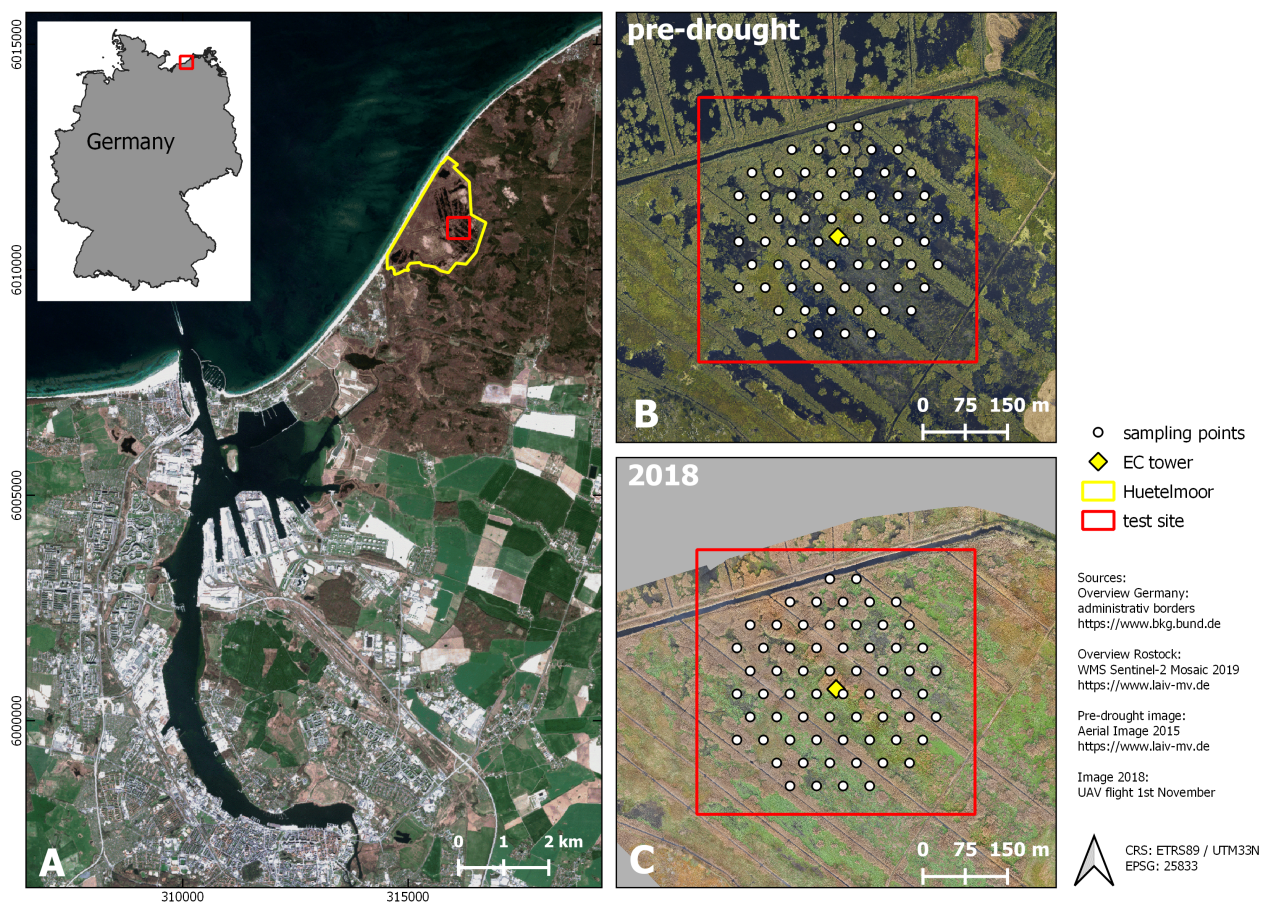 6015000
6010000
6005000
6000000
310000
315000
Germany
A
0 1 2 km
pre-drought
B
0 75 150 m
2018
C
0 75 150 m
sampling points
EC tower
Huetelmoor
test site
Sources:
Overview Germany:
administrativ borders
https://www.bkg.bund.de
Overview Rostock:
WMS Sentinel-2 Mosaic 2019
https://www.laiv-mv.de
Pre-drought image:
Aerial Image 2015
https://www.laiv-mv.de
Image 2018:
UAV flight 1st November
CRS: ETRS89 / UTM33N
EPSG: 25833